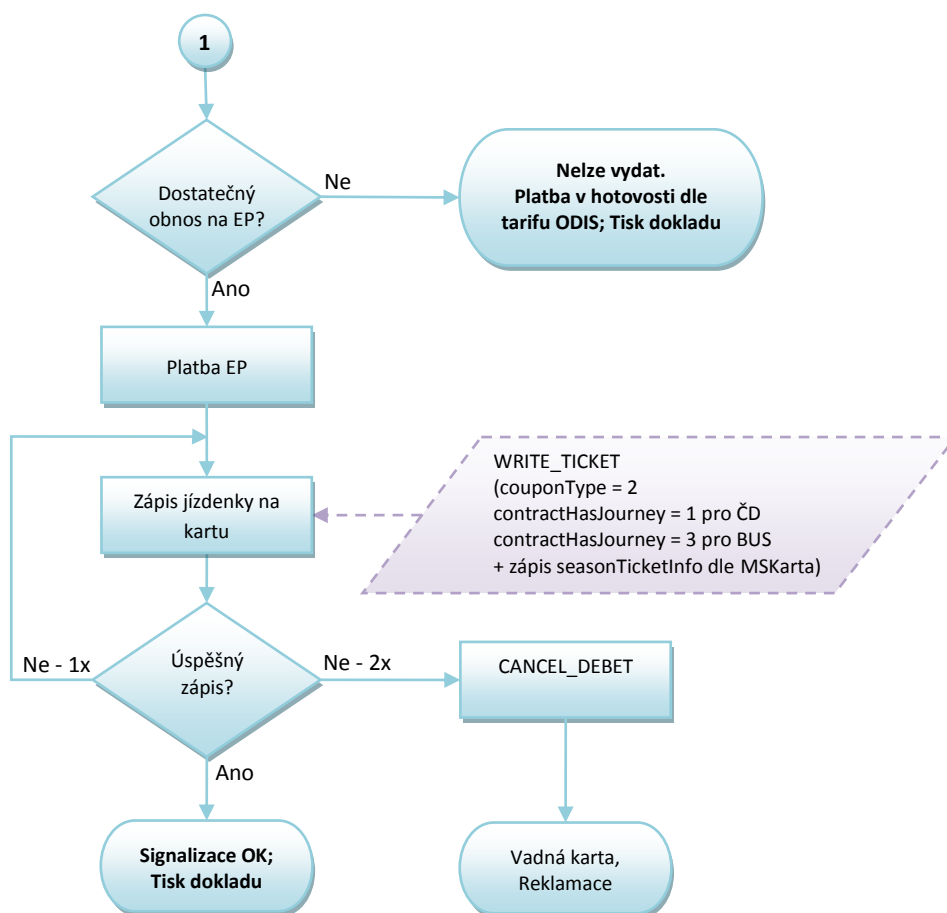 1
Dostatečný
obnos na EP?
Ne
Nelze vydat.
Platba v hotovosti dle
tarifu ODIS; Tisk dokladu
Ano
Platba EP
Zápis jízdenky na
kartu
WRITE_TICKET
(couponType = 2
contractHasJourney = 1 pro ČD
contractHasJourney = 3 pro BUS
+ zápis seasonTicketInfo dle MSKarta)
Ne - 1x
Úspěšný
zápis?
Ne - 2x
CANCEL_DEBET
Ano
Signalizace OK;
Tisk dokladu
Vadná karta,
Reklamace